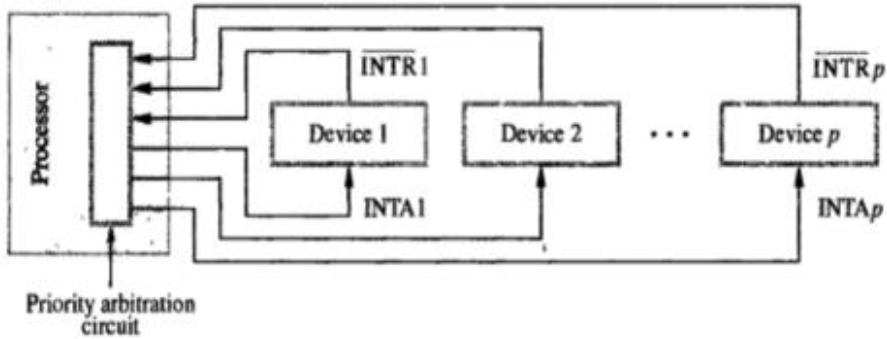 Processor
INTR1
INTRp
Device 1
Device 2
Device p
INTA1
INTAp
Priority arbitration
circuit